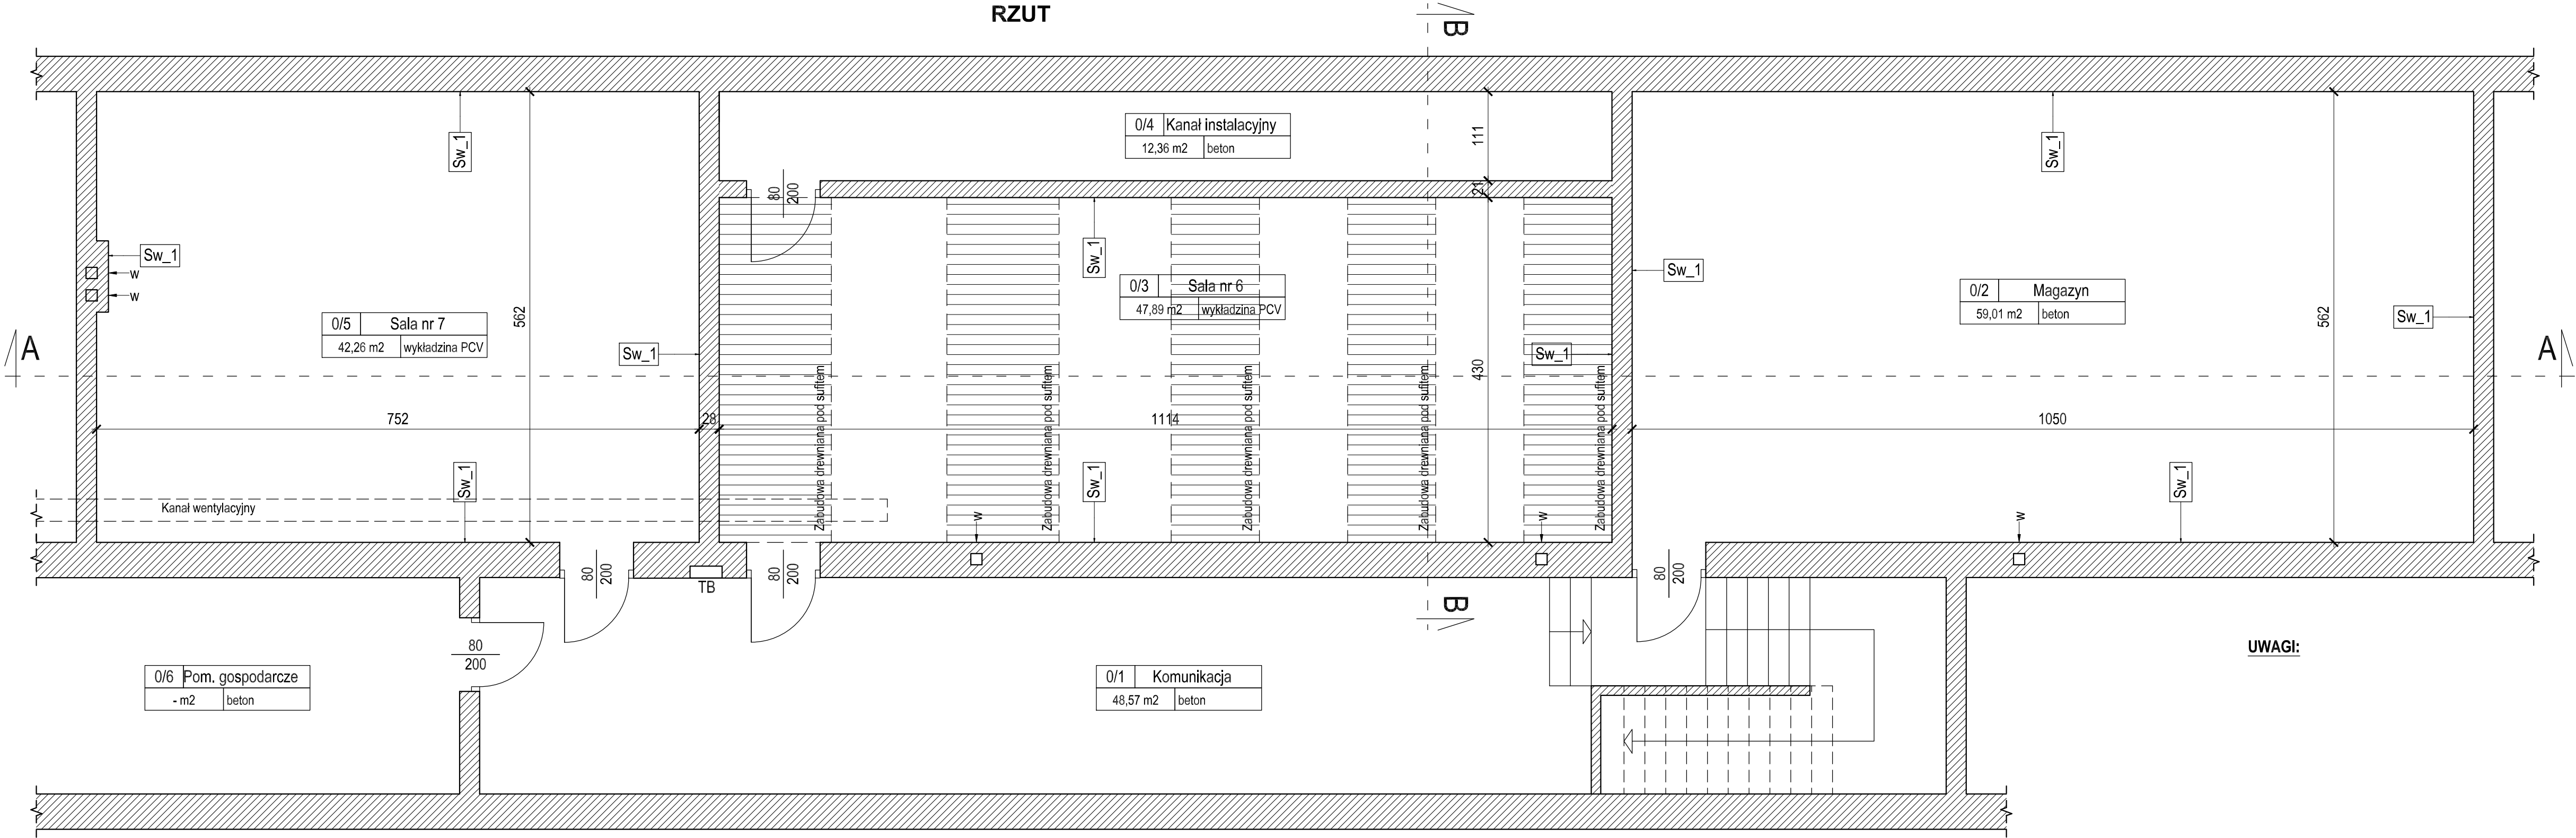 RZUT
B
0/4 Kanał instalacyjny
12,36 m2 beton
111
21
Sw_1
Sw_1
80
200
Sw_1
Sw_1
w
w
0/5 Sala nr 7
42,26 m2 wykładzina PCV
562
Sw_1
0/3 Sala nr 6
47,89 m2 wykładzina PCV
Sw_1
Sw_1
430
Sw_1
0/2 Magazyn
59,01 m2 beton
562
Sw_1
A
A
Zabudowa drewniana pod sufitem
Zabudowa drewniana pod sufitem
Zabudowa drewniana pod sufitem
Zabudowa drewniana pod sufitem
Zabudowa drewniana pod sufitem
752
28
1114
1050
Sw_1
Sw_1
Sw_1
Kanał wentylacyjny
w
w
w
80
200
TB
80
200
80
200
B
80
200
0/6 Pom. gospodarcze
- m2 beton
0/1 Komunikacja
48,57 m2 beton
UWAGI: